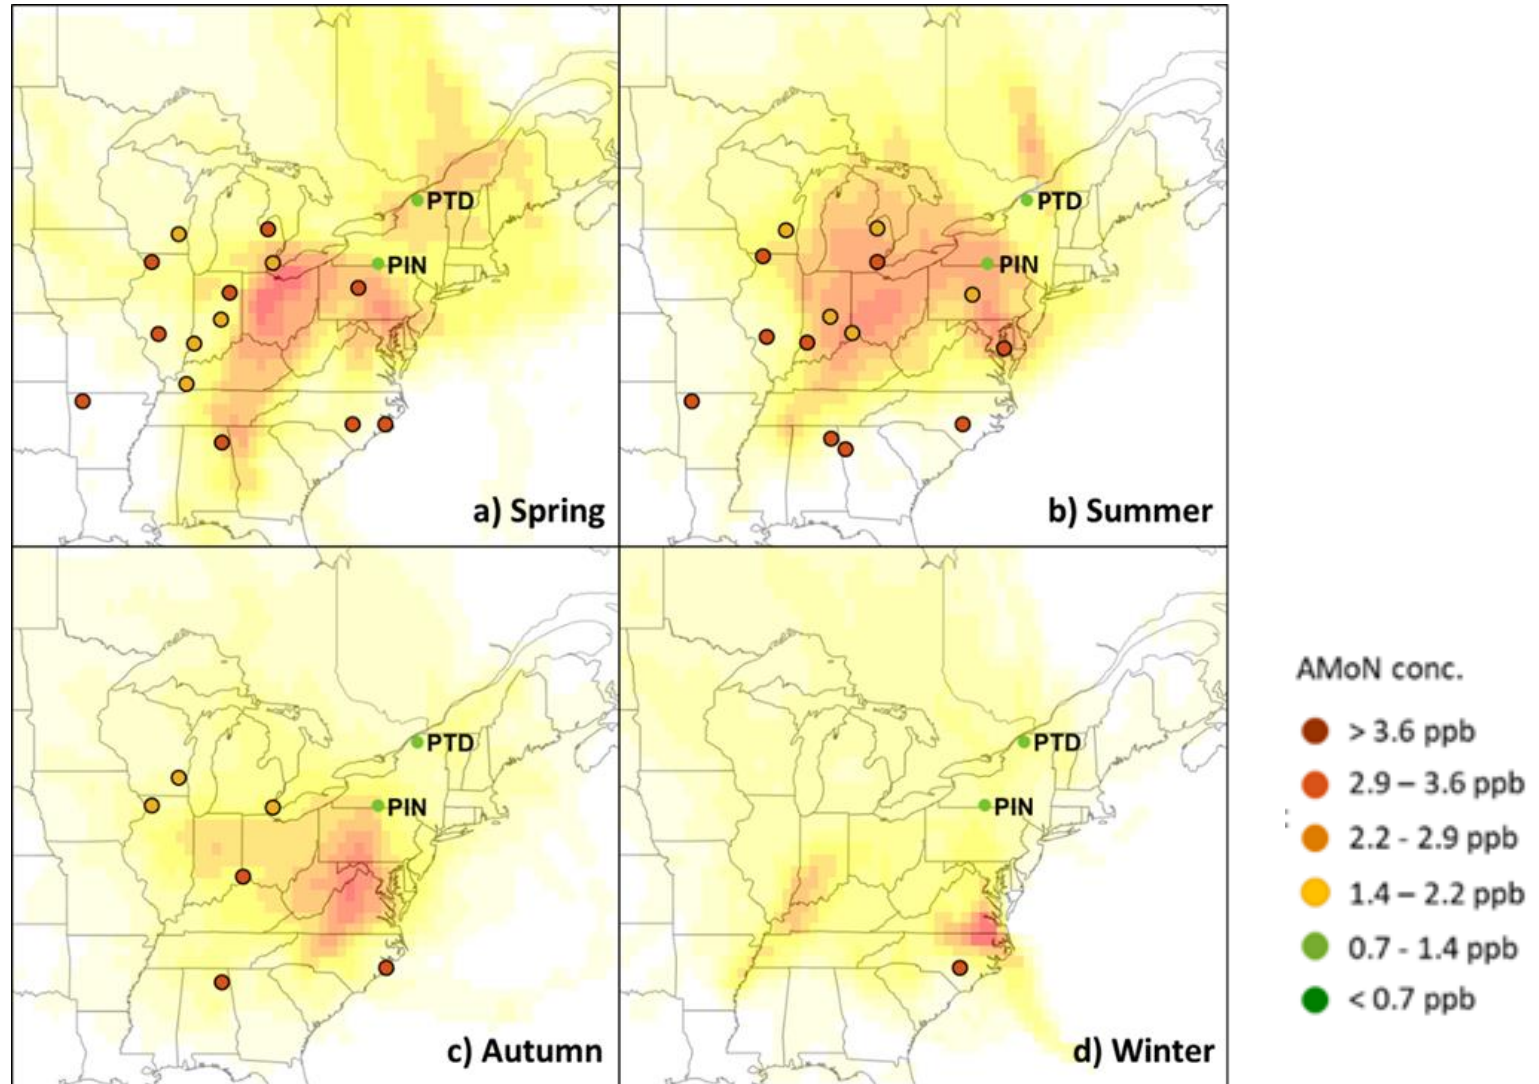 PTD
PIN
a) Spring
PTD
PIN
b) Summer
PTD
PIN
c) Autumn
PTD
PIN
d) Winter
AMoN conc.
> 3.6 ppb
2.9 – 3.6 ppb
2.2 - 2.9 ppb
1.4 – 2.2 ppb
0.7 - 1.4 ppb
< 0.7 ppb